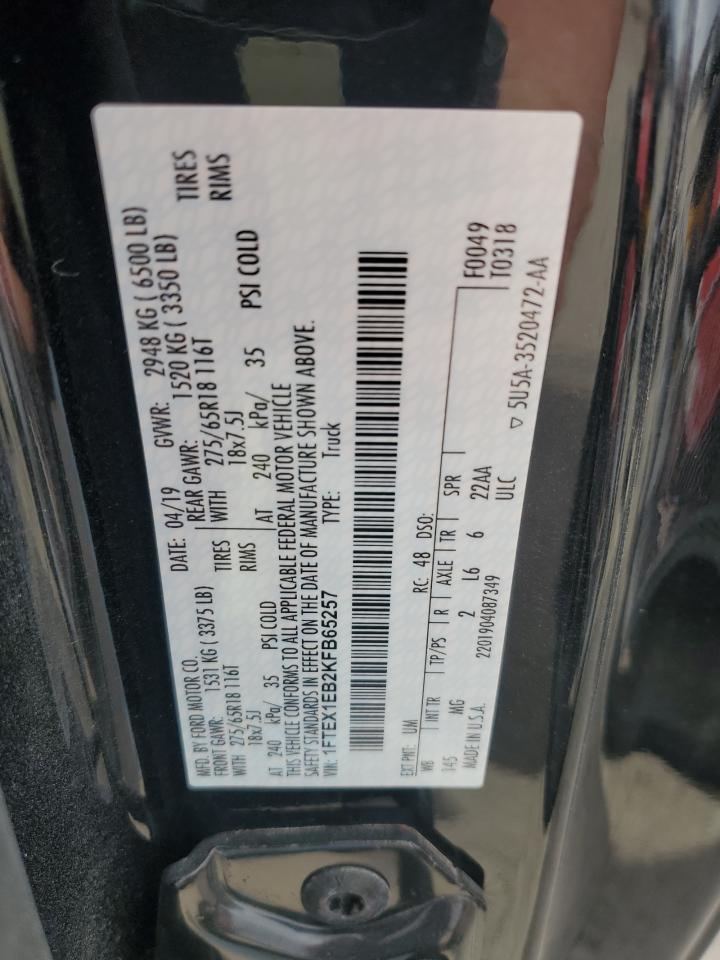 MFD. BY FORD MOTOR CO. DATE: 04/19 GVWR: 2948 KG ( 6500 LB)
FRONT GAWR: 1531 KG ( 3375 LB) REAR GAWR: 1520 KG ( 3350 LB)
WITH 275/65R18 116T TIRES WITH 275/65R18 116T TIRES
18x7.5J RIMS 18x7.5J RIMS
AT 240 kPa/ 35 PSI COLD AT 240 kPa/ 35 PSI COLD
THIS VEHICLE CONFORMS TO ALL APPLICABLE FEDERAL MOTOR VEHICLE
SAFETY STANDARDS IN EFFECT ON THE DATE OF MANUFACTURE SHOWN ABOVE.
VIN: 1FTEX1EB2KFB65257 TYPE: Truck
EXT PNT: UM RC: 48 DSO:
WB INT TR TP/PS R AXLE TR SPR F0049
145 MG 2 L6 6 22AA T0318
MADE IN U.S.A. 2201904087349 ULC
▽ 5U5A-3520472-AA